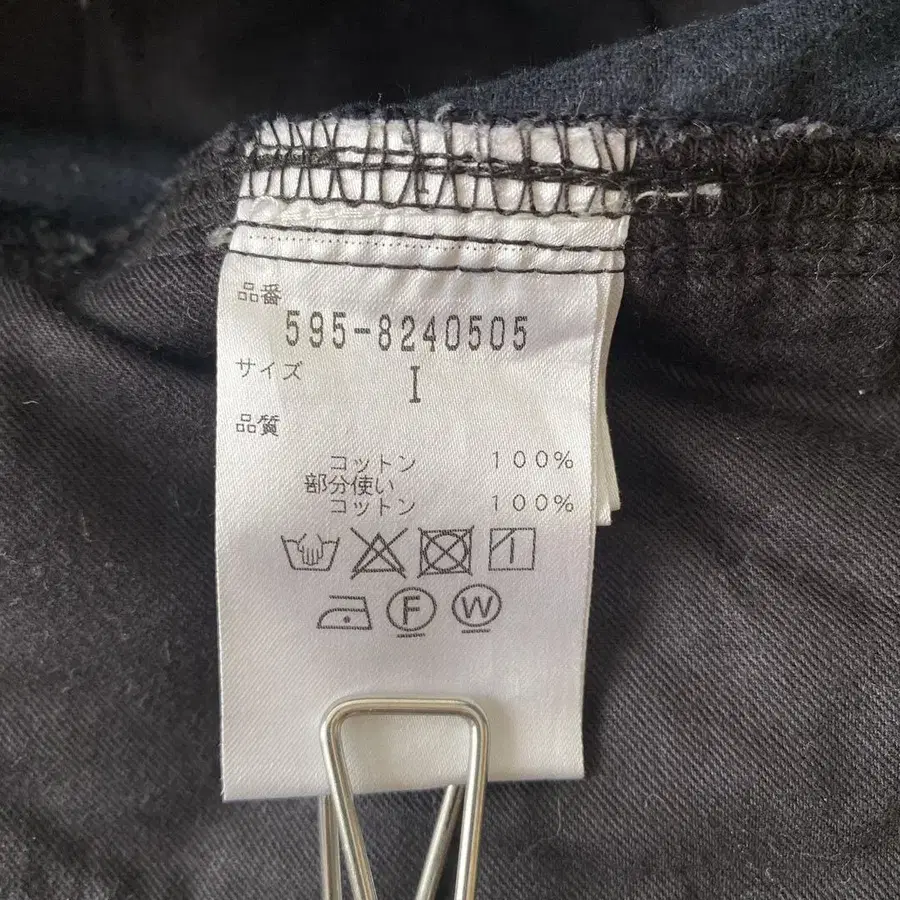 品番
595-8240505
サイズ
I
品質
コットン 100%
部分使い
コットン 100%
F W